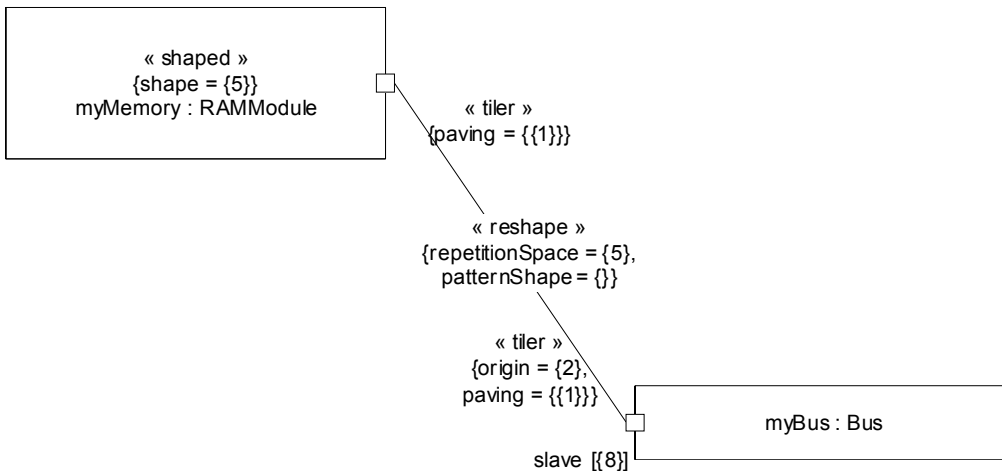 « shaped »
{shape = {5}}
myMemory : RAMModule
« tiler »
{paving = {{1}}}
« reshape »
{repetitionSpace = {5},
patternShape = {}}
« tiler »
{origin = {2},
paving = {{1}}}
myBus : Bus
slave [{8}]